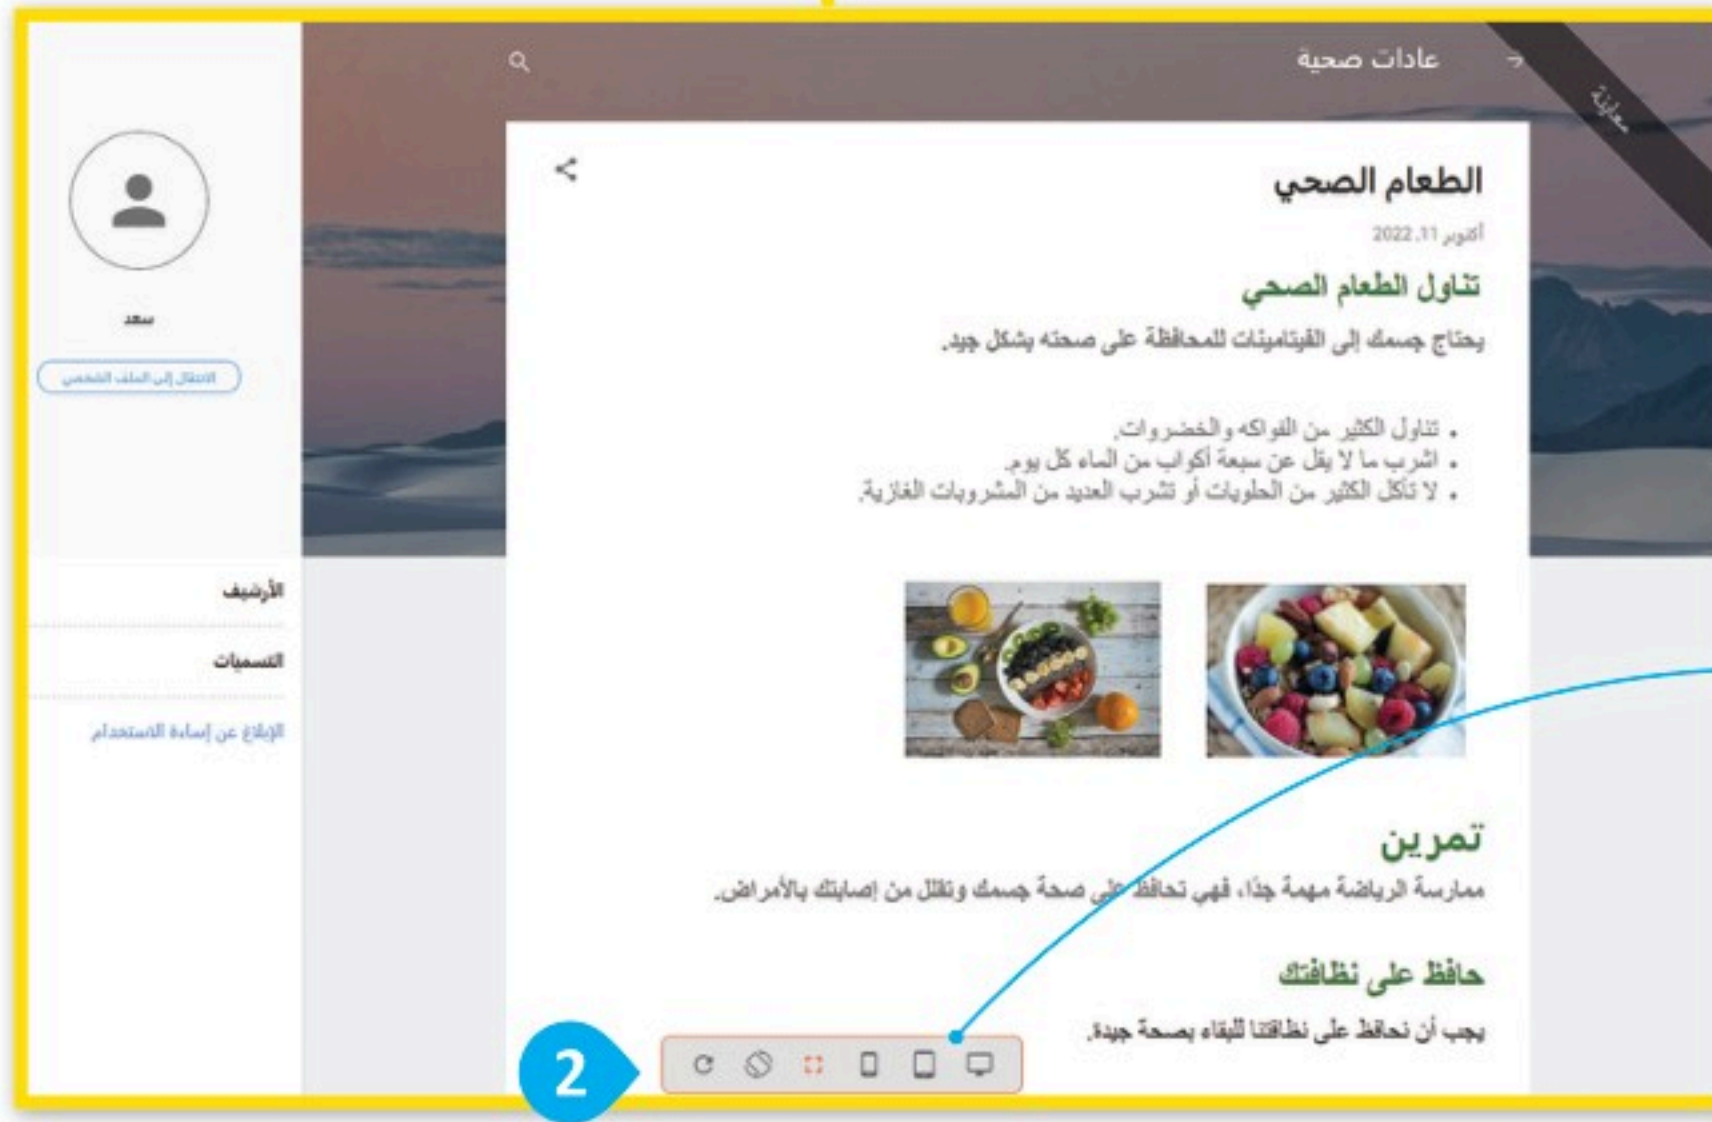 عادات صحية
معاينة
الطعام الصحي
أكتوبر 11, 2022
تناول الطعام الصحي
يحتاج جسمك إلى الفيتامينات للمحافظة على صحته بشكل جيد.
• تناول الكثير من الفواكه والخضروات.
• اشرب ما لا يقل عن سبعة أكواب من الماء كل يوم.
• لا تأكل الكثير من الحلويات أو تشرب العديد من المشروبات الغازية.
تمرين
ممارسة الرياضة مهمة جدًا، فهي تحافظ على صحة جسمك وتقلل من إصابتك بالأمراض.
حافظ على نظافتك
يجب أن نحافظ على نظافتنا للبقاء بصحة جيدة.
2
سعد
الانتقال إلى الملف الشخصي
الأرشيف
التسميات
الإبلاغ عن إساءة الاستخدام